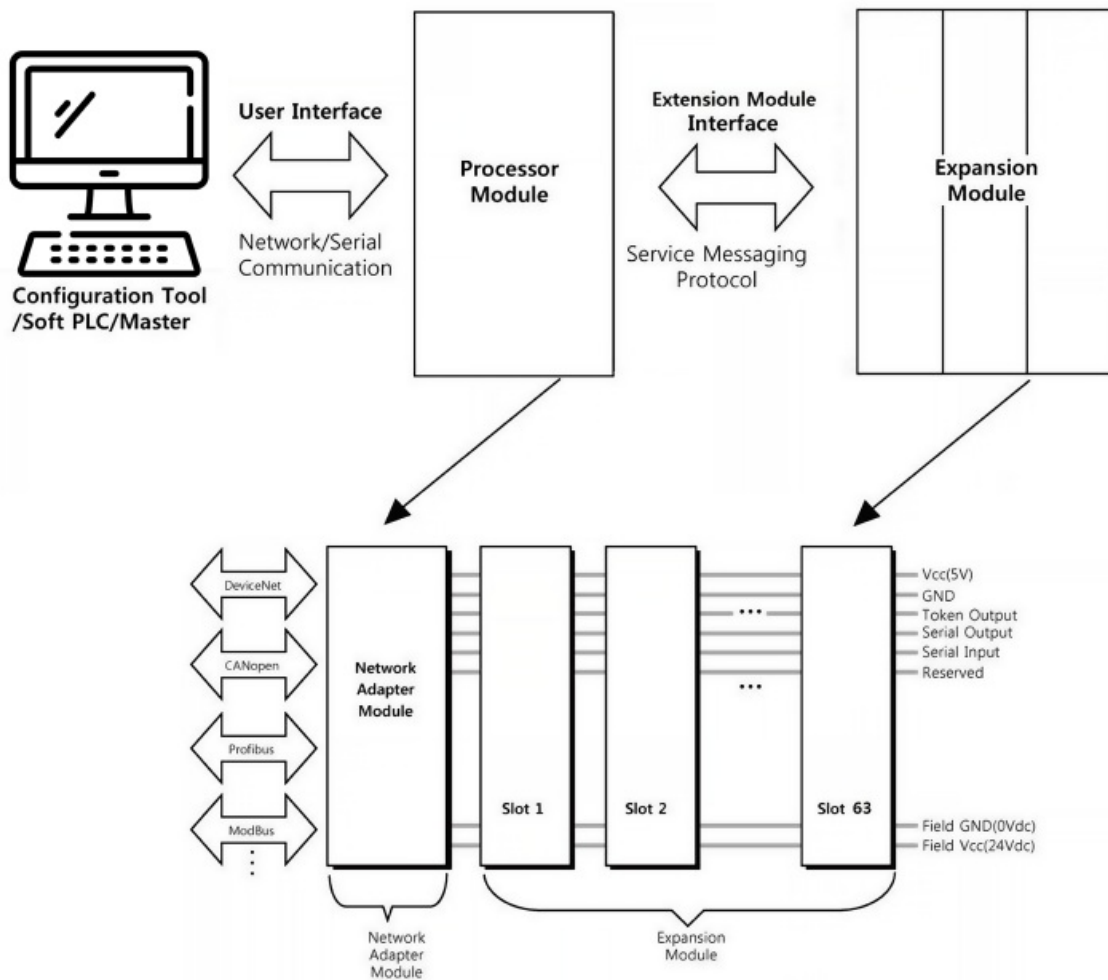 User Interface
Network/Serial
Communication
Configuration Tool
/Soft PLC/Master
Processor
Module
Extension Module
Interface
Service Messaging
Protocol
Expansion
Module
DeviceNet
CANopen
Profibus
ModBus
⋮
Network
Adapter
Module
Slot 1
Slot 2
...
...
Slot 63
Vcc(5V)
GND
Token Output
Serial Output
Serial Input
Reserved
Field GND(0Vdc)
Field Vcc(24Vdc)
Network
Adapter
Module
Expansion
Module